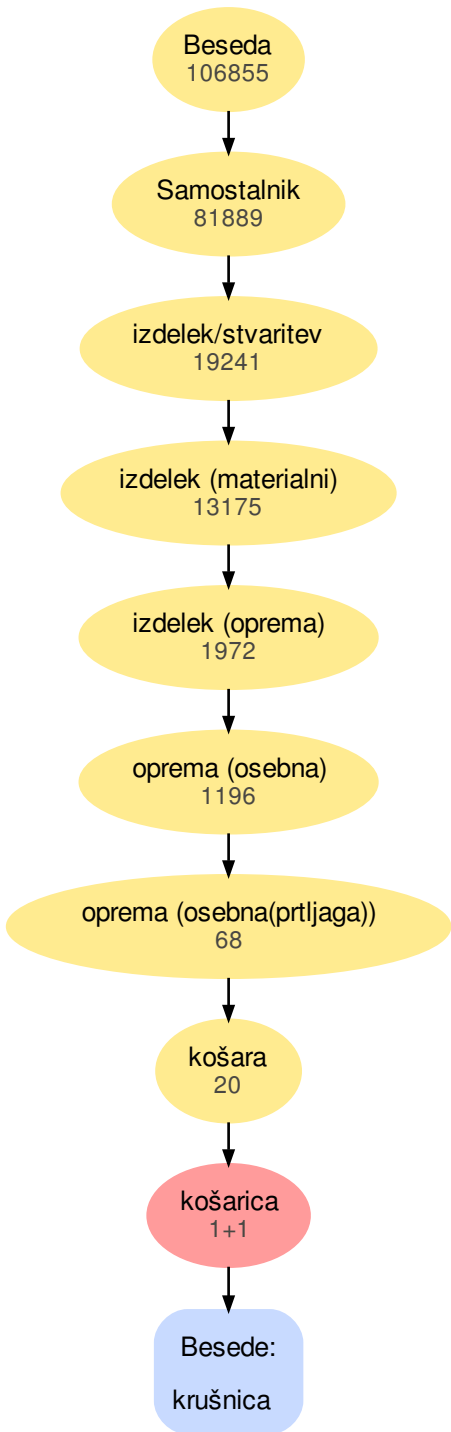 Beseda
106855
Samostalnik
81889
izdelek/stvaritev
19241
izdelek (materialni)
13175
izdelek (oprema)
1972
oprema (osebna)
1196
oprema (osebna(prtljaga))
68
košara
20
košarica
1+1
Besede:
krušnica